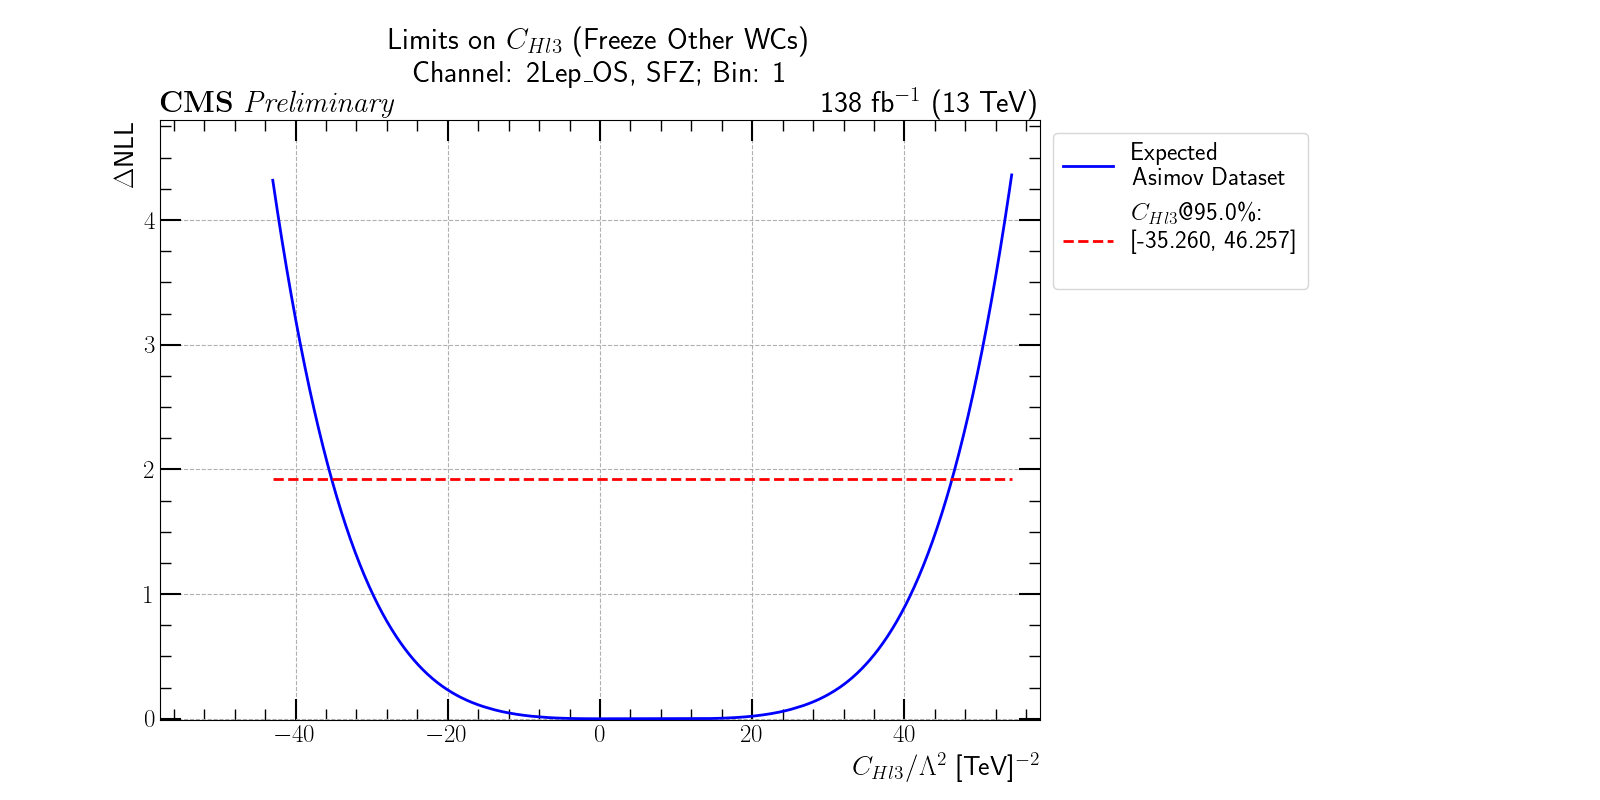 Limits on C_{Hl3} (Freeze Other WCs)
Channel: 2Lep_OS, SFZ; Bin: 1
CMS Preliminary 138 fb^{-1} (13 TeV)
ΔNLL
4
3
2
1
0
−40 −20 0 20 40
C_{Hl3}/Λ^2 [TeV]^{-2}
Expected
Asimov Dataset
C_{Hl3}@95.0%:
[-35.260, 46.257]